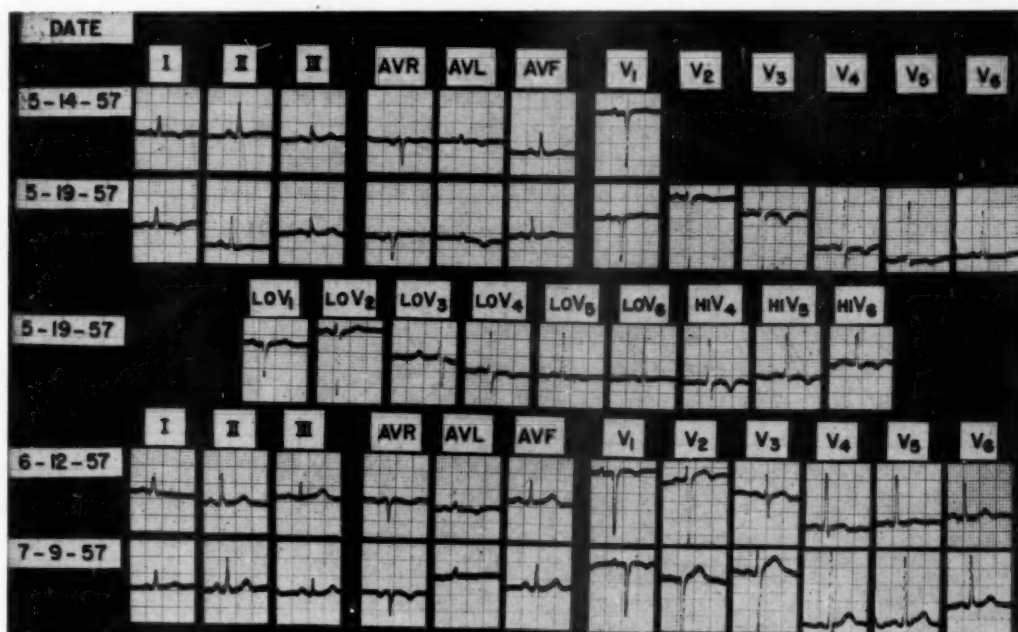 DATE
I II III AVR AVL AVF V1 V2 V3 V4 V5 V6
5-14-57
5-19-57
LOV1 LOV2 LOV3 LOV4 LOV5 LOV6 HIV4 HIV5 HIV6
5-19-57
I II III AVR AVL AVF V1 V2 V3 V4 V5 V6
6-12-57
7-9-57